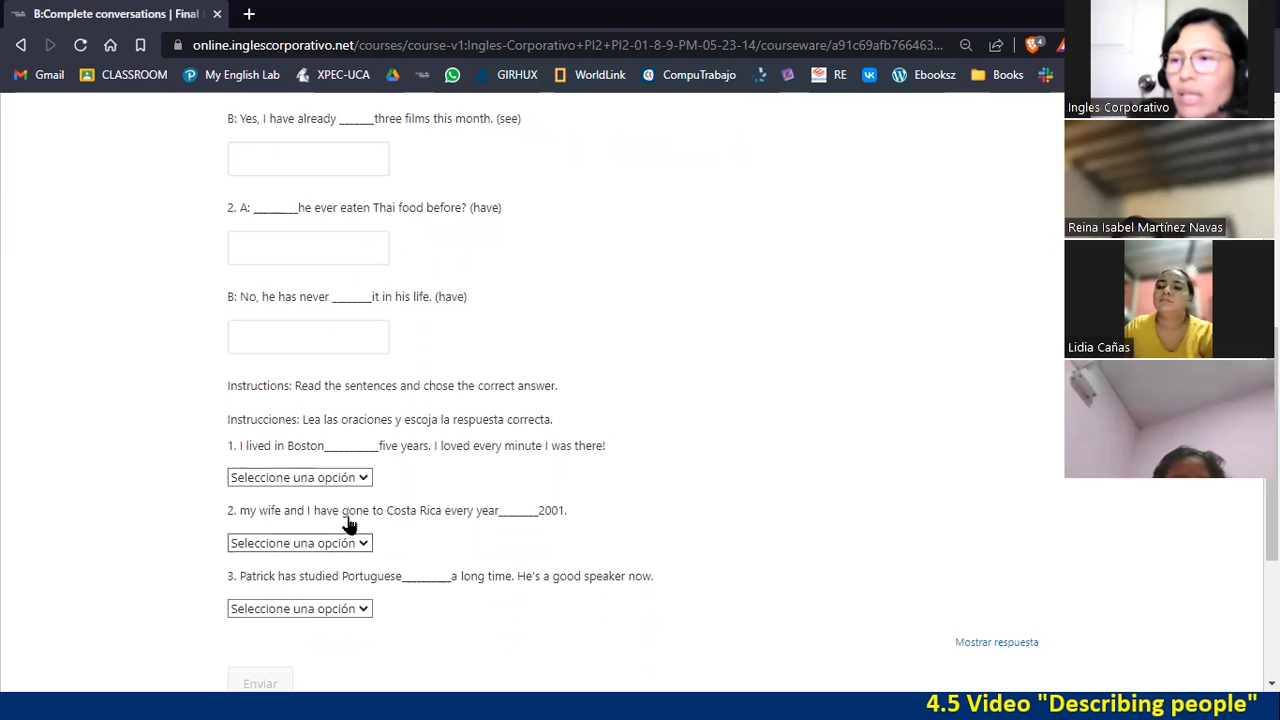 B:Complete conversations | Final
online.inglescorporativo.net/courses/course-v1:Ingles-Corporativo+PI2+PI2-01-8-9-PM-05-23-14/courseware/a91c69afb766463...
4
Gmail CLASSROOM My English Lab XPEC-UCA GIRHUX WorldLink CompuTrabajo RE Ebooksz Books
B: Yes, I have already ______three films this month. (see)
2. A: ________he ever eaten Thai food before? (have)
B: No, he has never _______it in his life. (have)
Instructions: Read the sentences and chose the correct answer.
Instrucciones: Lea las oraciones y escoja la respuesta correcta.
1. I lived in Boston__________five years. I loved every minute I was there!
Seleccione una opción
2. my wife and I have gone to Costa Rica every year_______2001.
Seleccione una opción
3. Patrick has studied Portuguese_________a long time. He's a good speaker now.
Seleccione una opción
Mostrar respuesta
Enviar
Ingles Corporativo
Reina Isabel Martínez Navas
Lidia Cañas
4.5 Video "Describing people"